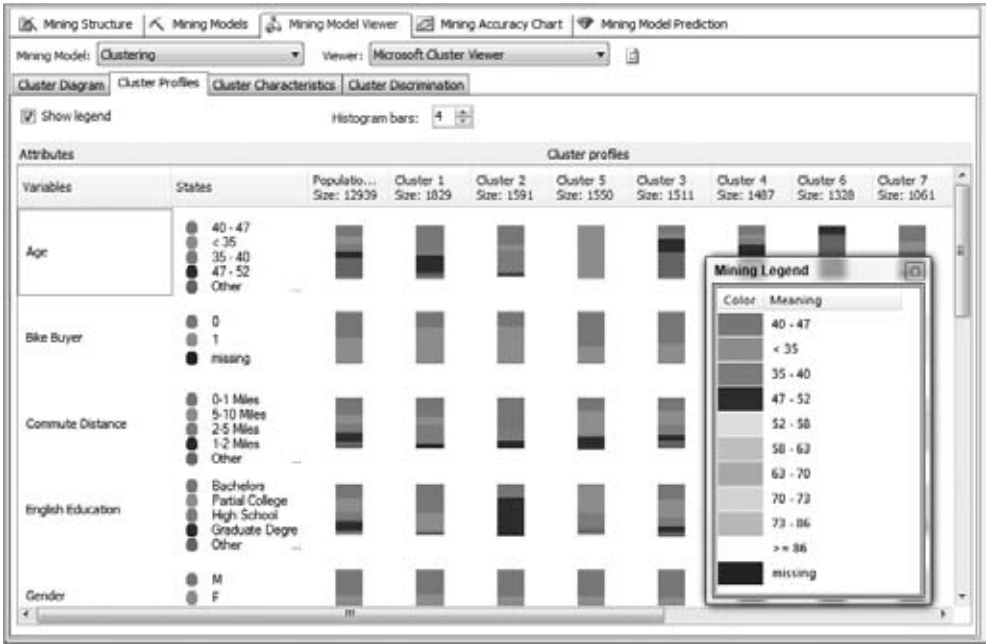 Mining Structure Mining Models Mining Model Viewer Mining Accuracy Chart Mining Model Prediction
Mining Model: Clustering Viewer: Microsoft Cluster Viewer
Cluster Diagram Cluster Profiles Cluster Characteristics Cluster Discrimination
Show legend Histogram bars: 4
Attributes Cluster profiles
Variables States Populatio... Cluster 1 Cluster 2 Cluster 5 Cluster 3 Cluster 4 Cluster 6 Cluster 7
Size: 12939 Size: 1829 Size: 1591 Size: 1550 Size: 1511 Size: 1487 Size: 1328 Size: 1061
Age
40 - 47
< 35
35 - 40
47 - 52
Other ...
Bike Buyer
0
1
missing
Commute Distance
0-1 Miles
5-10 Miles
2-5 Miles
1-2 Miles
Other ...
English Education
Bachelors
Partial College
High School
Graduate Degre
Other ...
Gender
M
F
Mining Legend
Color Meaning
40 - 47
< 35
35 - 40
47 - 52
52 - 58
58 - 63
63 - 70
70 - 73
73 - 86
>= 86
missing